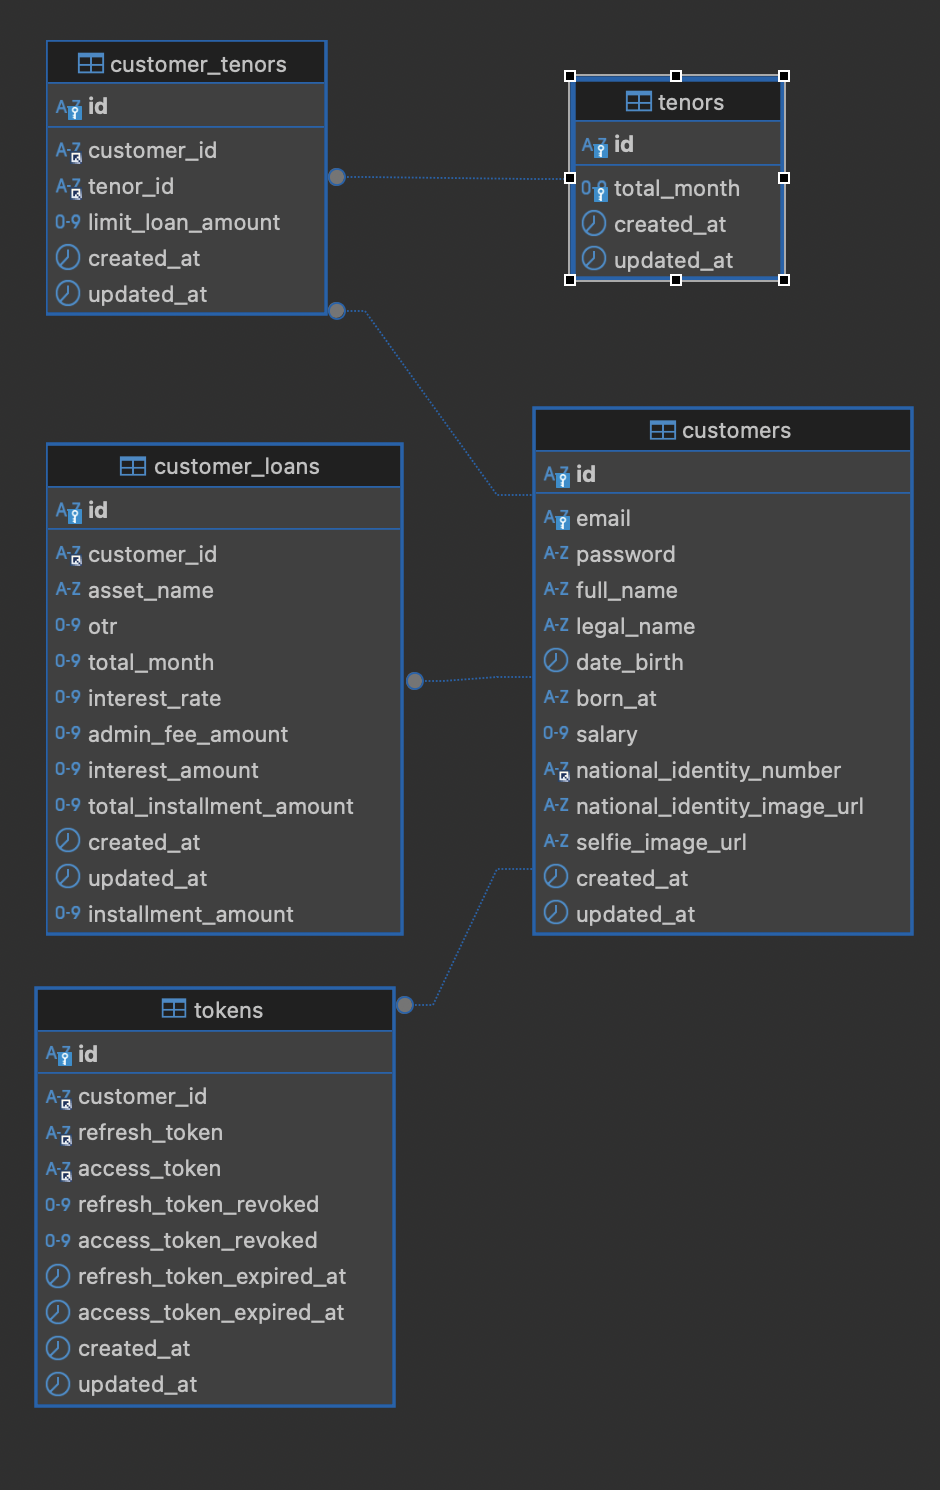 customer_tenors
A-Z id
A-Z customer_id
A-Z tenor_id
0-9 limit_loan_amount
created_at
updated_at
tenors
A-Z id
0-9 total_month
created_at
updated_at
customer_loans
A-Z id
A-Z customer_id
A-Z asset_name
0-9 otr
0-9 total_month
0-9 interest_rate
0-9 admin_fee_amount
0-9 interest_amount
0-9 total_installment_amount
created_at
updated_at
0-9 installment_amount
customers
A-Z id
A-Z email
A-Z password
A-Z full_name
A-Z legal_name
date_birth
A-Z born_at
0-9 salary
A-Z national_identity_number
A-Z national_identity_image_url
A-Z selfie_image_url
created_at
updated_at
tokens
A-Z id
A-Z customer_id
A-Z refresh_token
A-Z access_token
0-9 refresh_token_revoked
0-9 access_token_revoked
refresh_token_expired_at
access_token_expired_at
created_at
updated_at